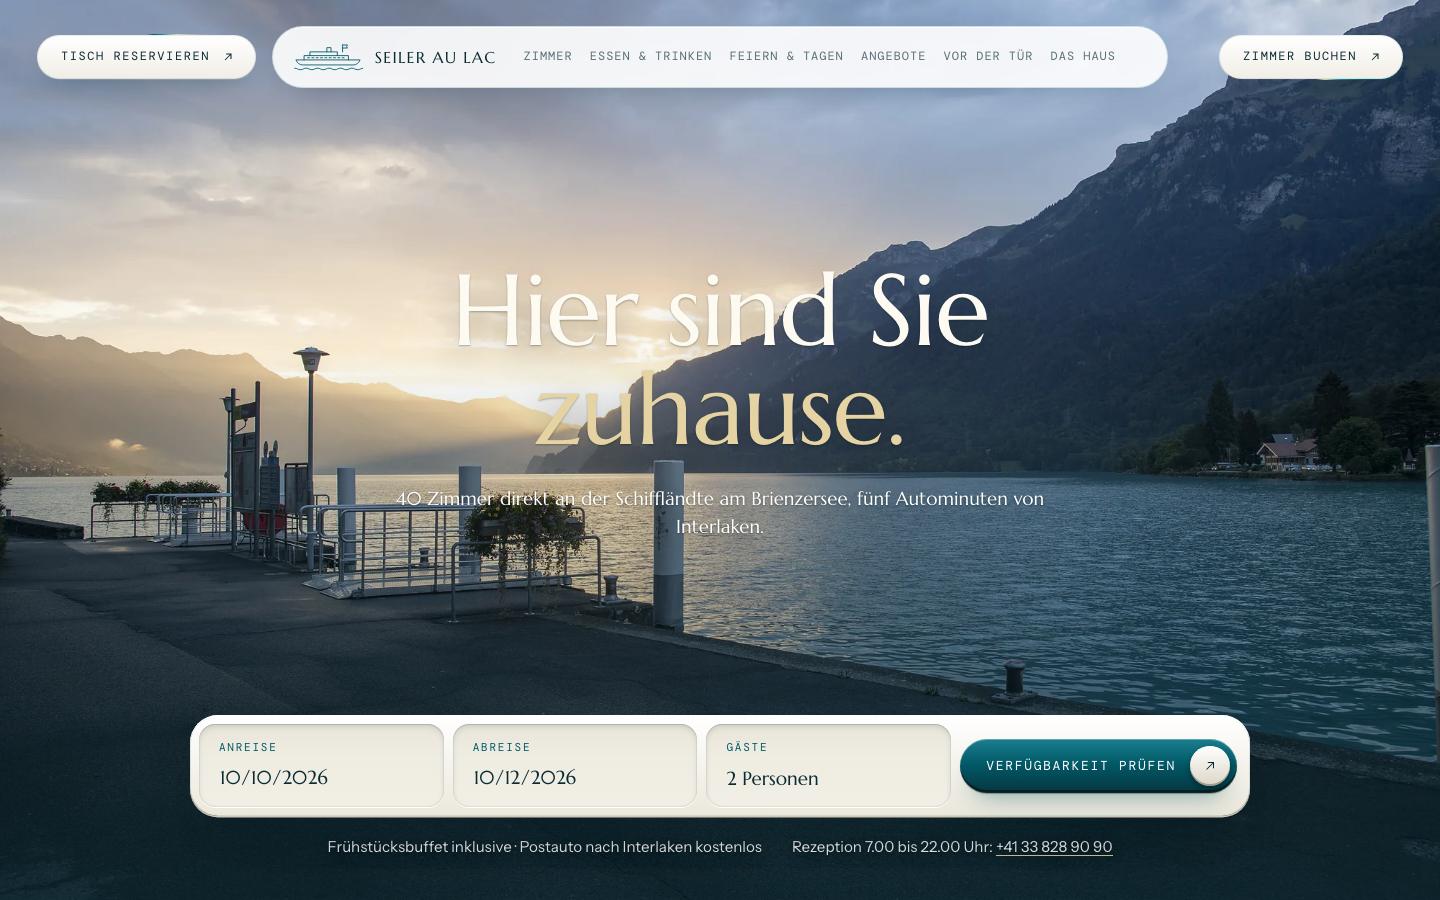 TISCH RESERVIEREN
SEILER AU LAC
ZIMMER
ESSEN & TRINKEN
FEIERN & TAGEN
ANGEBOTE
VOR DER TÜR
DAS HAUS
ZIMMER BUCHEN
Hier sind Sie
zuhause.
40 Zimmer direkt an der Schiffländte am Brienzersee, fünf Autominuten von
Interlaken.
ANREISE
10/10/2026
ABREISE
10/12/2026
GÄSTE
2 Personen
VERFÜGBARKEIT PRÜFEN
Frühstücksbuffet inklusive · Postauto nach Interlaken kostenlos
Rezeption 7.00 bis 22.00 Uhr: +41 33 828 90 90